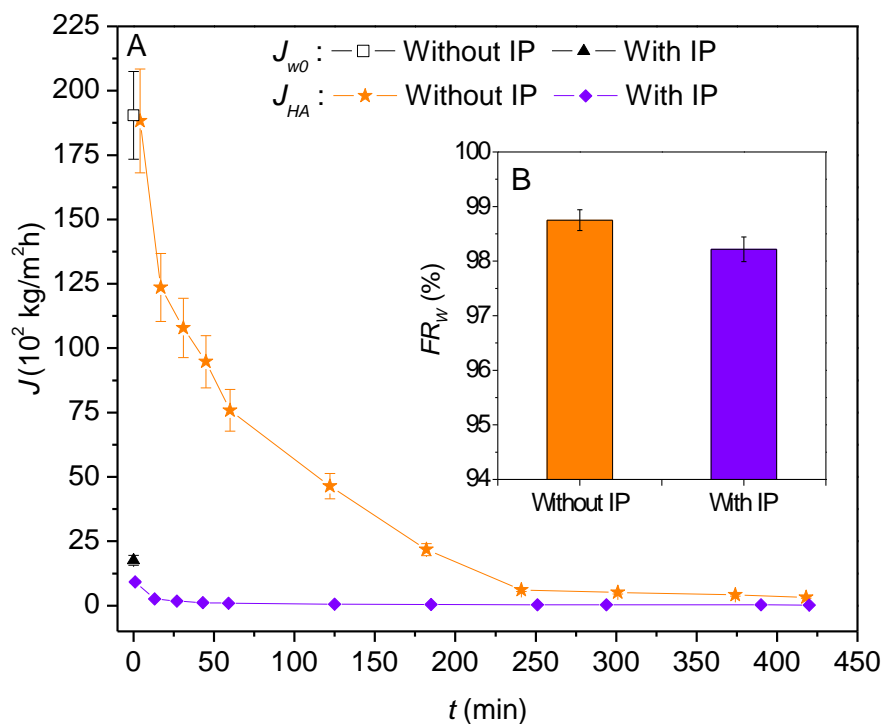 A
J_w0 : Without IP With IP
J_HA : Without IP With IP
J (10² kg/m²h)
225
200
175
150
125
100
75
50
25
0
B
FR_W (%)
100
99
98
97
96
95
94
Without IP With IP
0 50 100 150 200 250 300 350 400 450
t (min)